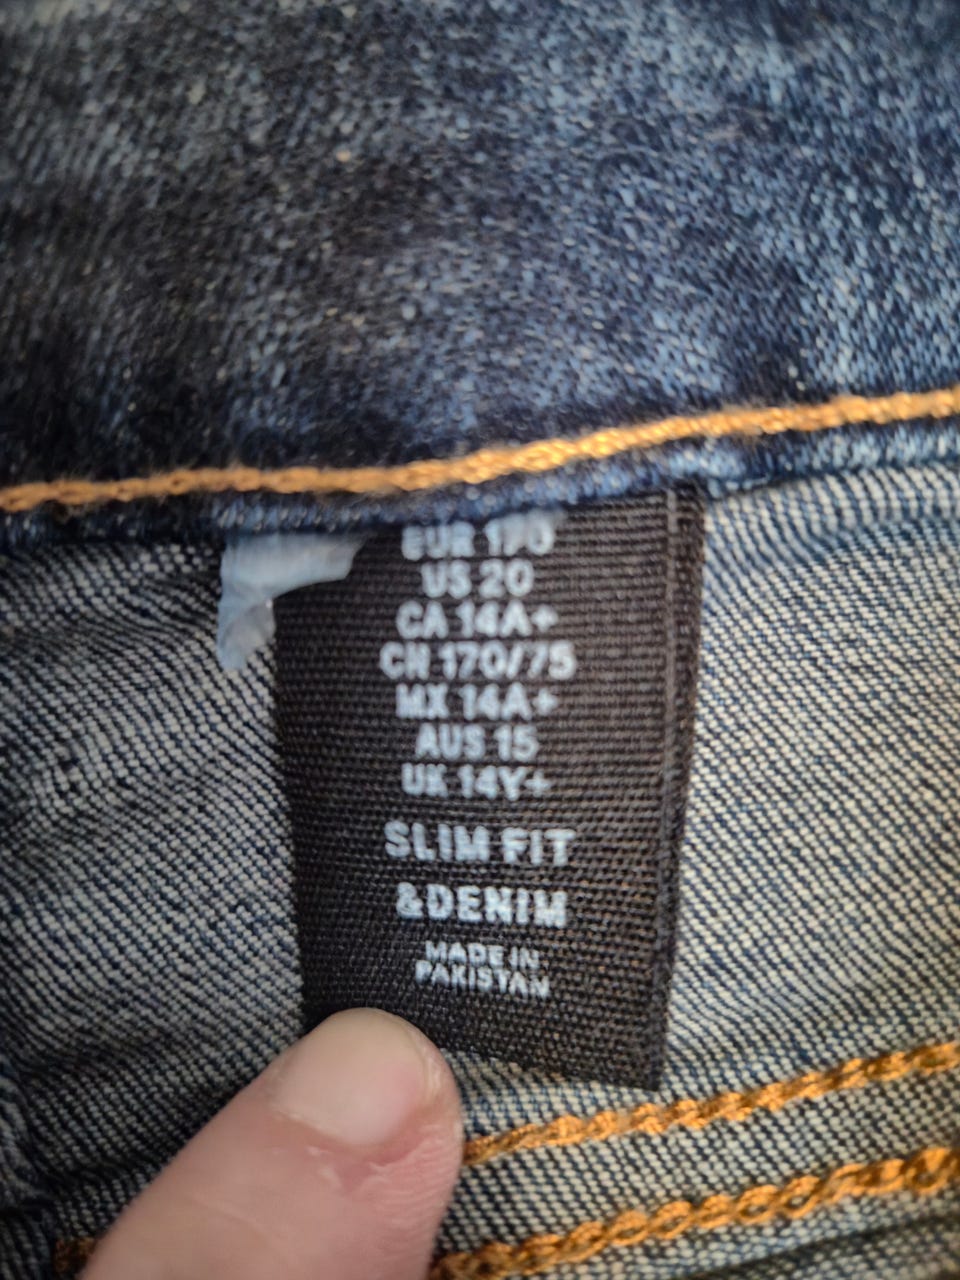 EUR 170
US 20
CA 14A+
CN 170/75
MX 14A+
AUS 15
UK 14Y+
SLIM FIT
&DENIM
MADE IN
PAKISTAN